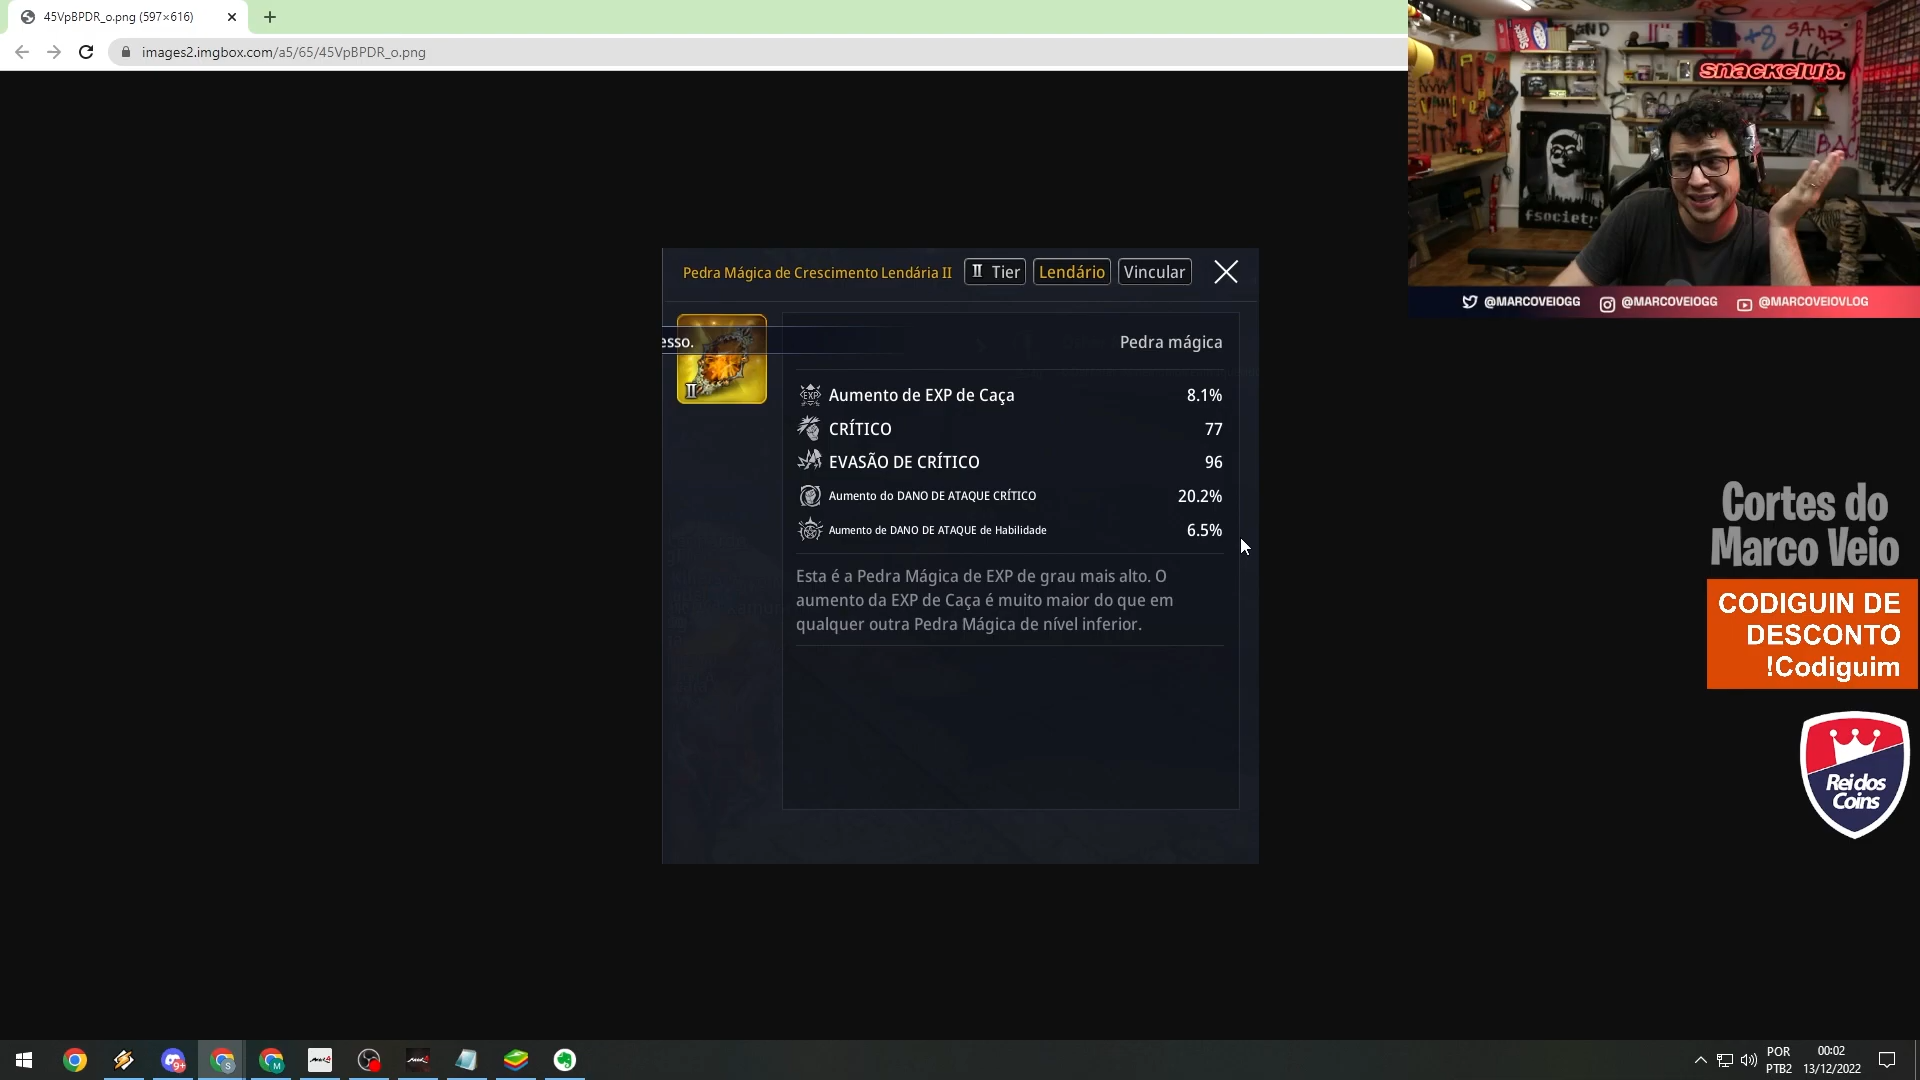 45VpBPDR_o.png (597×616)
images2.imgbox.com/a5/65/45VpBPDR_o.png
snackclub.
fsociety
@MARCOVEIOGG @MARCOVEIOGG @MARCOVEIOVLOG
Pedra Mágica de Crescimento Lendária II
II Tier
Lendário
Vincular
esso.
II
Pedra mágica
Aumento de EXP de Caça 8.1%
CRÍTICO 77
EVASÃO DE CRÍTICO 96
Aumento do DANO DE ATAQUE CRÍTICO 20.2%
Aumento de DANO DE ATAQUE de Habilidade 6.5%
Esta é a Pedra Mágica de EXP de grau mais alto. O
aumento da EXP de Caça é muito maior do que em
qualquer outra Pedra Mágica de nível inferior.
Cortes do
Marco Veio
CODIGUIN DE
DESCONTO
!Codiguim
Rei dos
Coins
POR
PTB2
00:02
13/12/2022